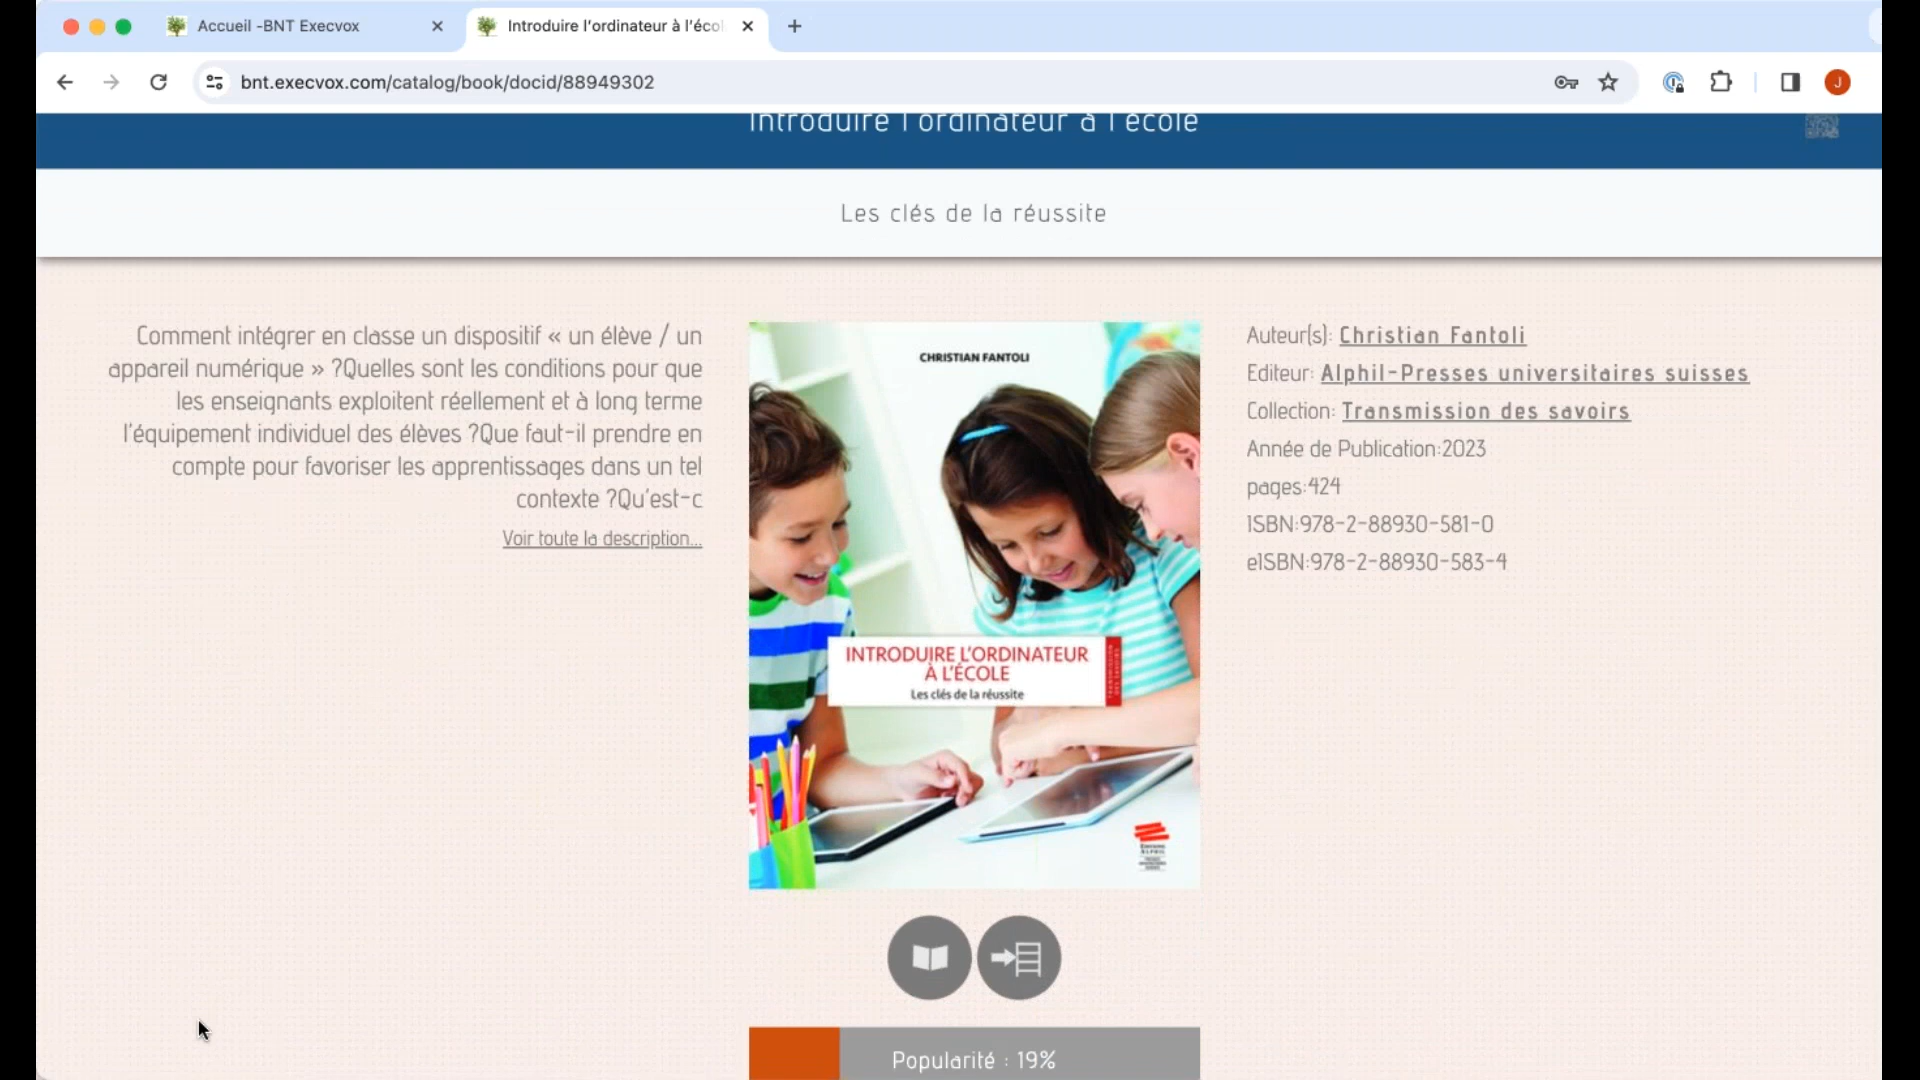 Accueil -BNT Execvox
Introduire l'ordinateur à l'éco
bnt.execvox.com/catalog/book/docid/88949302
J
Introduire l'ordinateur à l'école
Les clés de la réussite
Comment intégrer en classe un dispositif « un élève / un
appareil numérique » ?Quelles sont les conditions pour que
les enseignants exploitent réellement et à long terme
l'équipement individuel des élèves ?Que faut-il prendre en
compte pour favoriser les apprentissages dans un tel
contexte ?Qu'est-c
Voir toute la description...
CHRISTIAN FANTOLI
INTRODUIRE L'ORDINATEUR
À L'ÉCOLE
Les clés de la réussite
Auteur(s): Christian Fantoli
Editeur: Alphil-Presses universitaires suisses
Collection: Transmission des savoirs
Année de Publication:2023
pages:424
ISBN:978-2-88930-581-0
eISBN:978-2-88930-583-4
Popularité : 19%